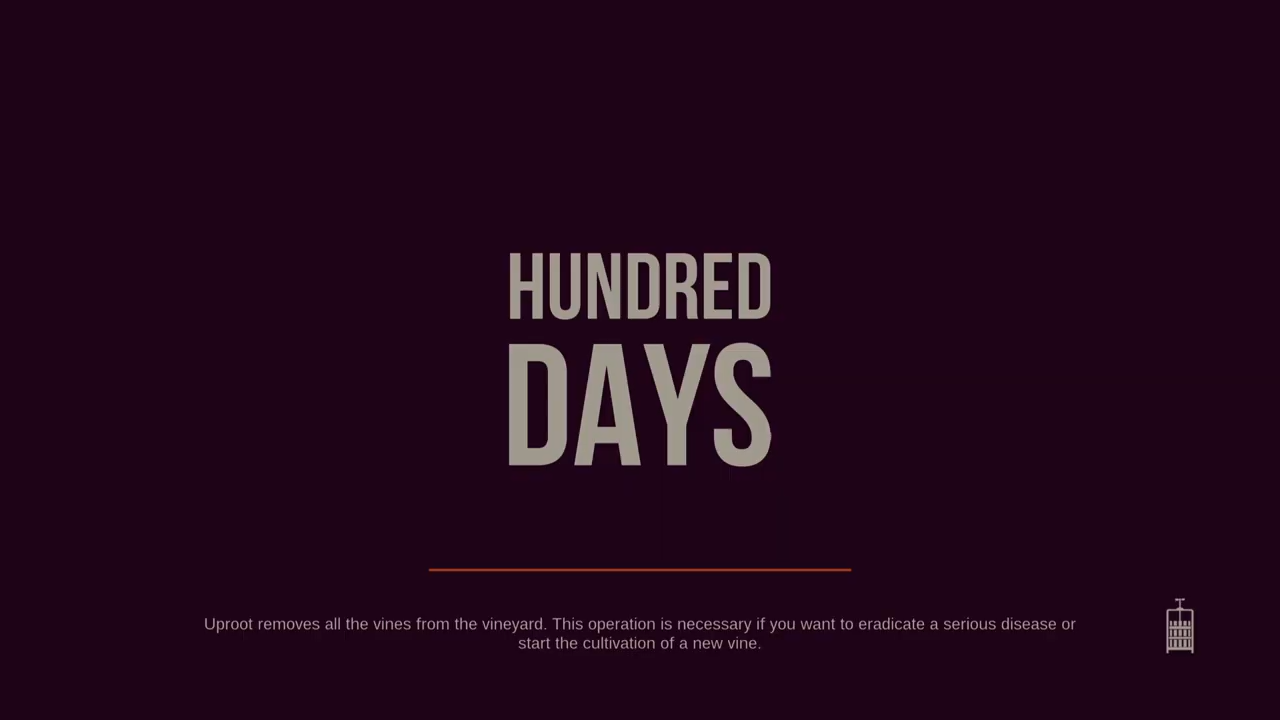 HUNDRED
DAYS
Uproot removes all the vines from the vineyard. This operation is necessary if you want to eradicate a serious disease or
start the cultivation of a new vine.